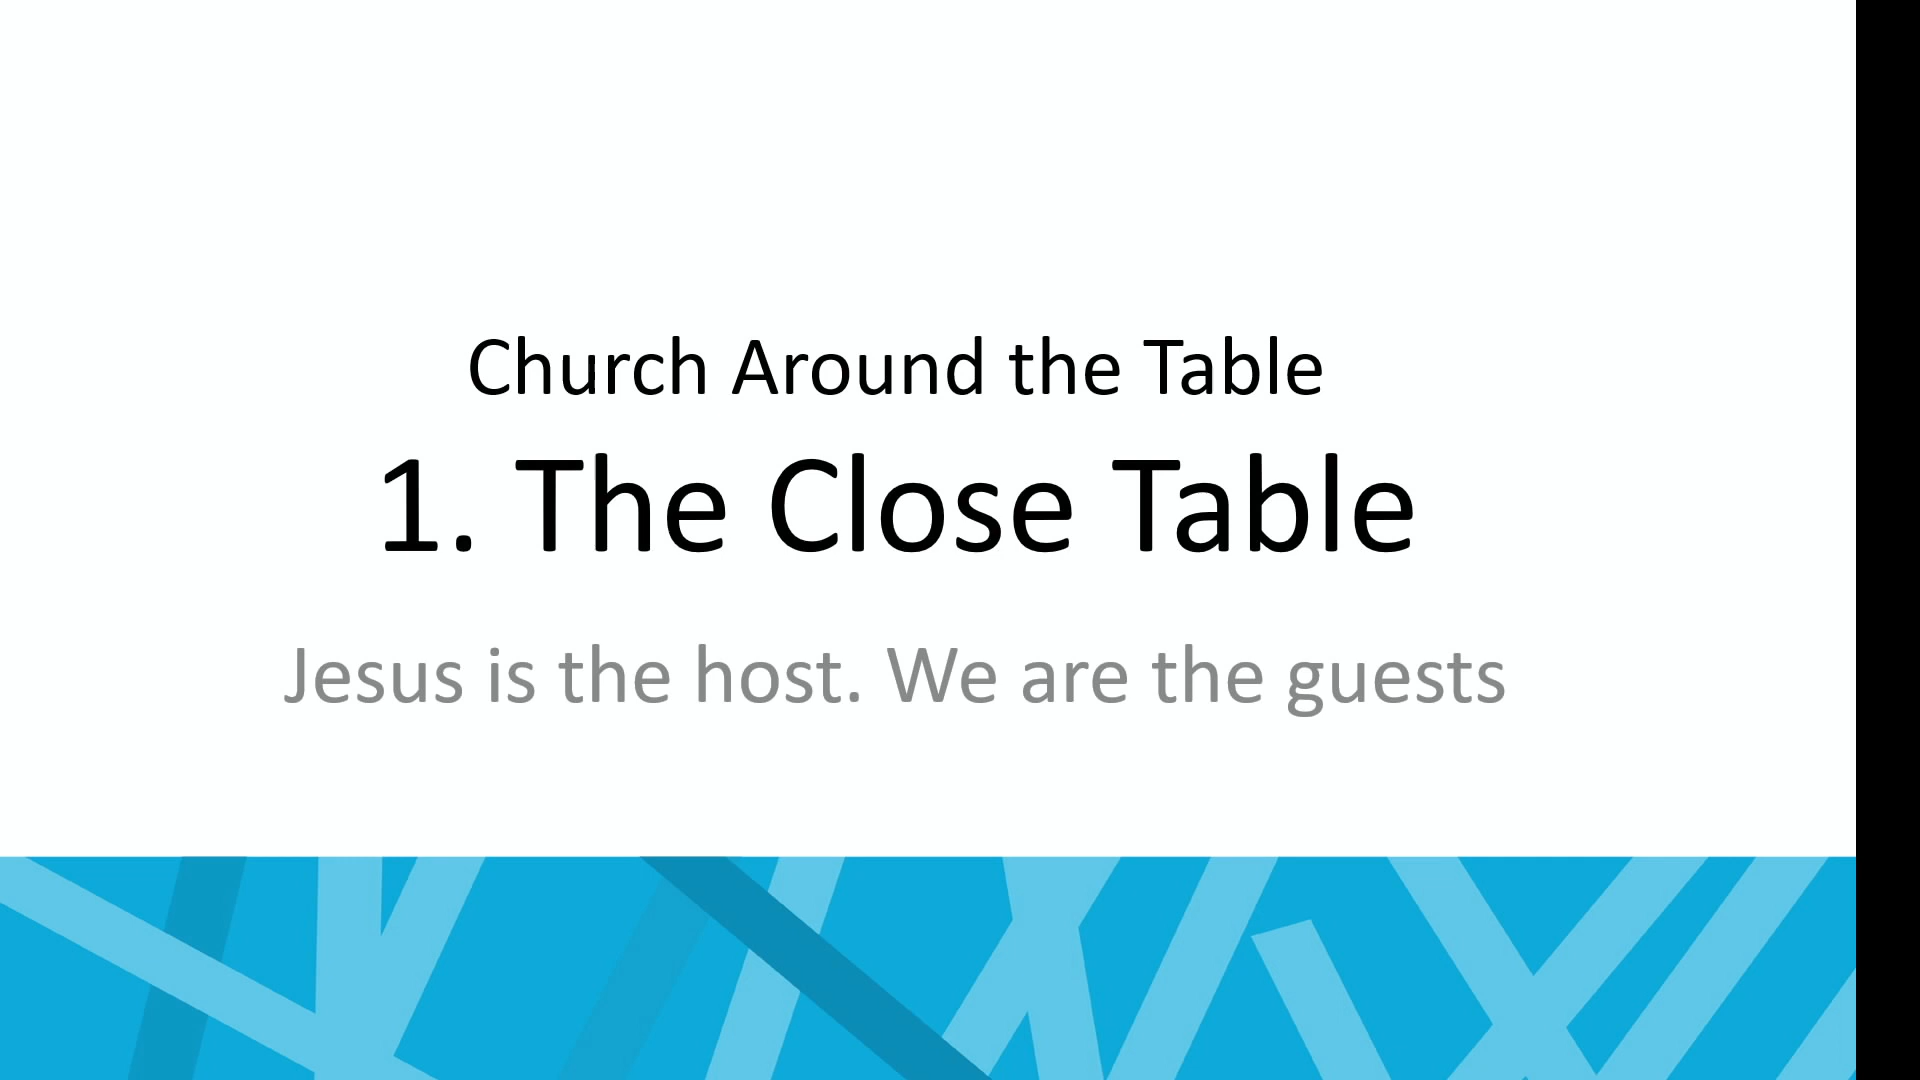 Church Around the Table
1. The Close Table
Jesus is the host. We are the guests